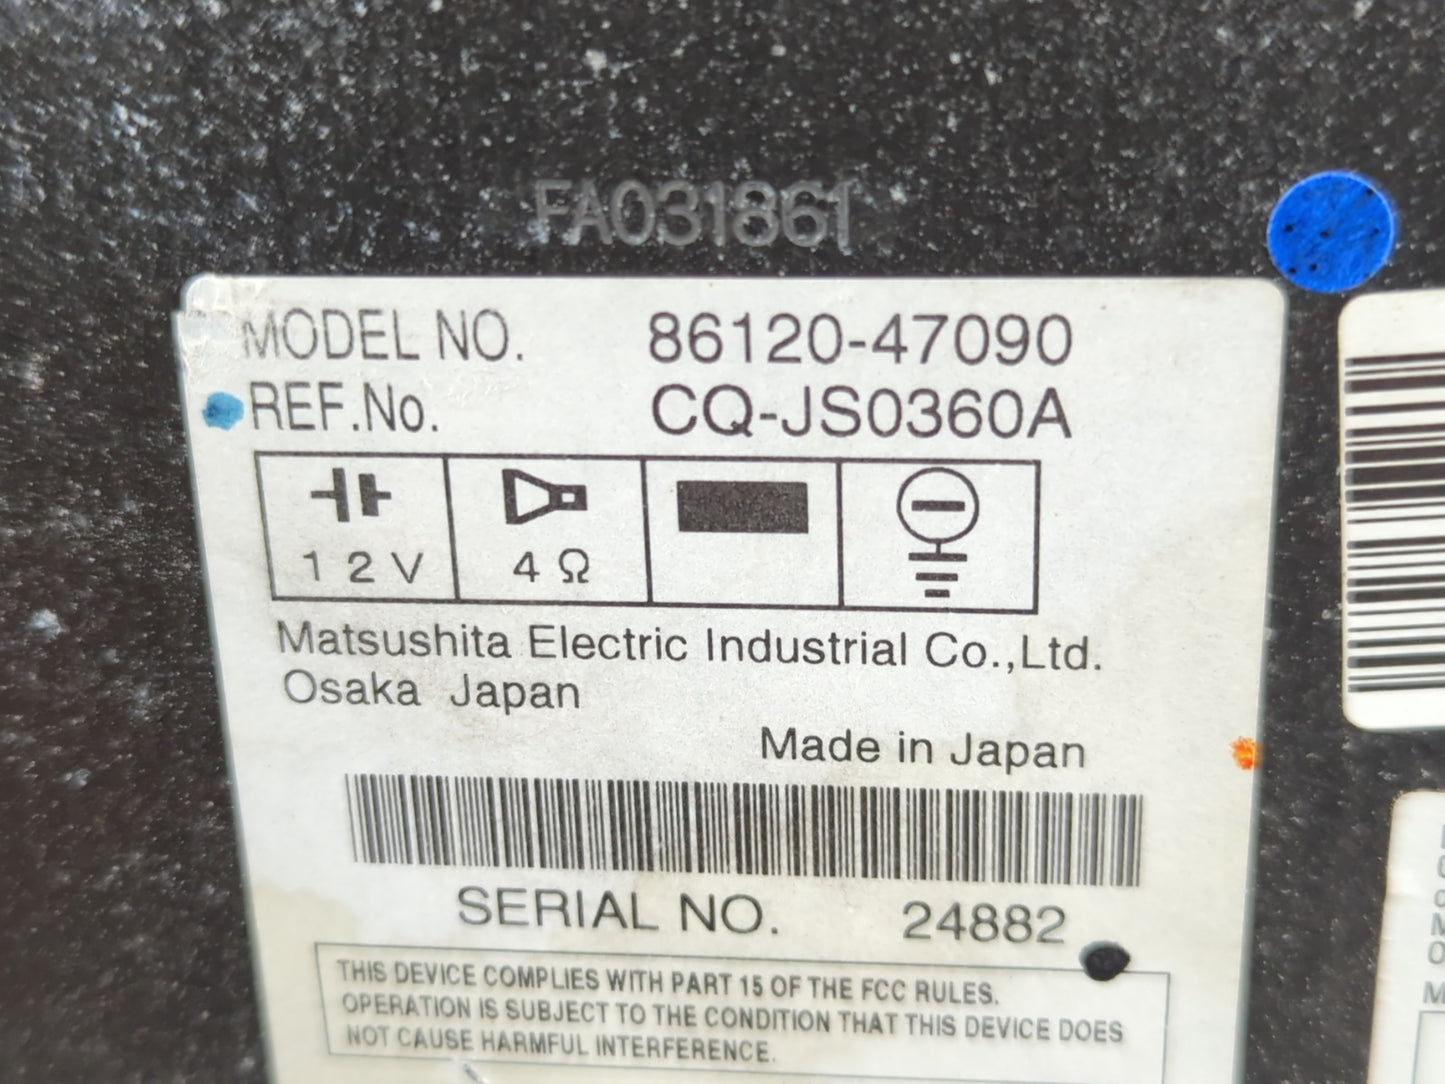 FA031861
MODEL NO. 86120-47090
REF.No. CQ-JS0360A
12V 4Ω
Matsushita Electric Industrial Co.,Ltd.
Osaka Japan
Made in Japan
SERIAL NO. 24882
THIS DEVICE COMPLIES WITH PART 15 OF THE FCC RULES.
OPERATION IS SUBJECT TO THE CONDITION THAT THIS DEVICE DOES
NOT CAUSE HARMFUL INTERFERENCE.